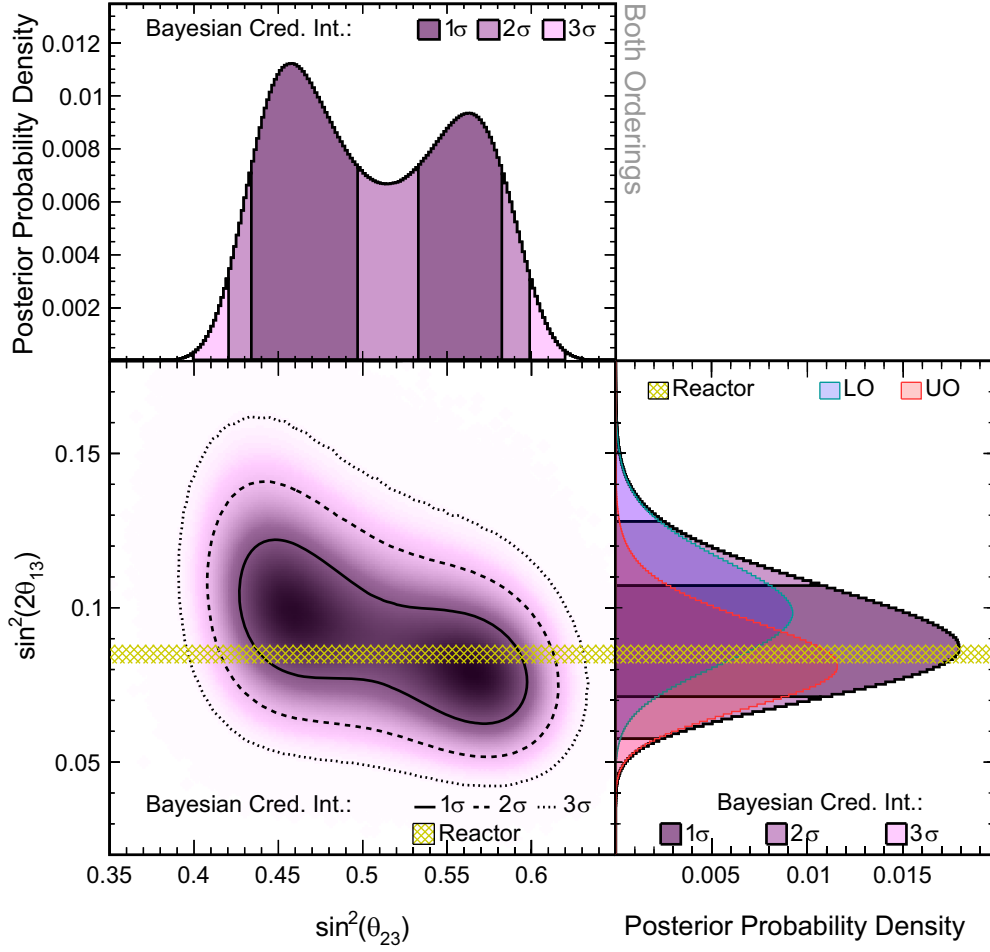 Bayesian Cred. Int.: 1σ 2σ 3σ
Posterior Probability Density
0.012
0.01
0.008
0.006
0.004
0.002
Both Orderings
Reactor LO UO
sin²(2θ₁₃)
0.15
0.1
0.05
Bayesian Cred. Int.: 1σ 2σ 3σ
Reactor
Bayesian Cred. Int.:
1σ 2σ 3σ
0.35 0.4 0.45 0.5 0.55 0.6
0.005 0.01 0.015
sin²(θ₂₃)
Posterior Probability Density